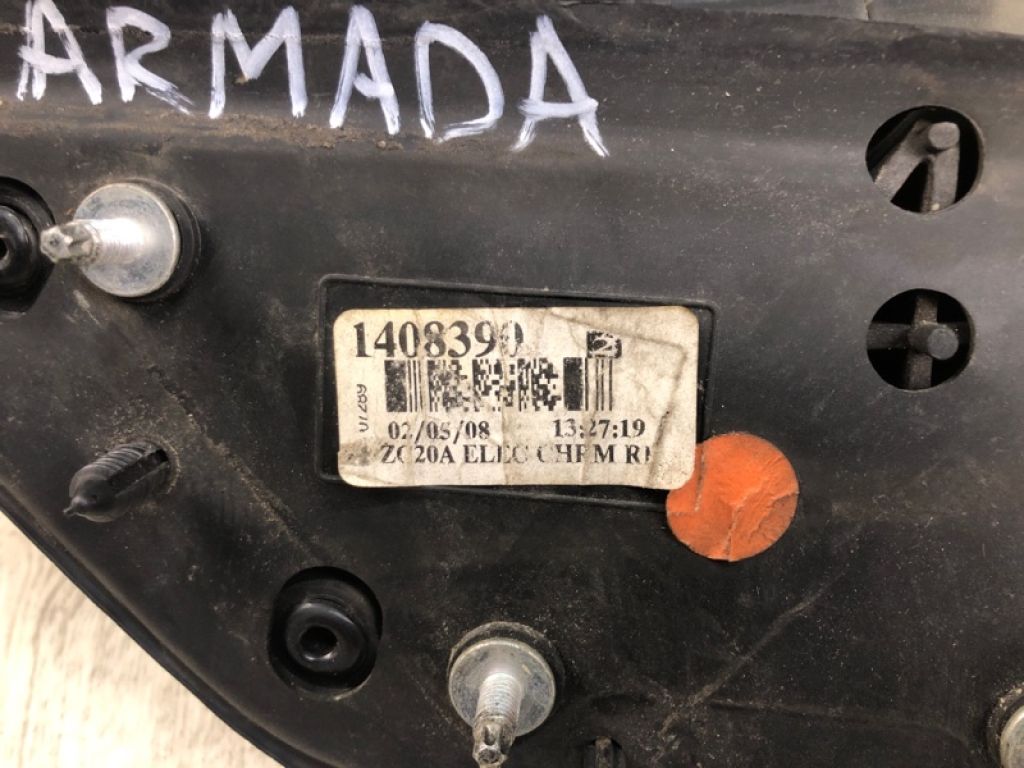 ARMADA
1408390
02/05/08 13:27:19
ZC20A ELEC CHRM